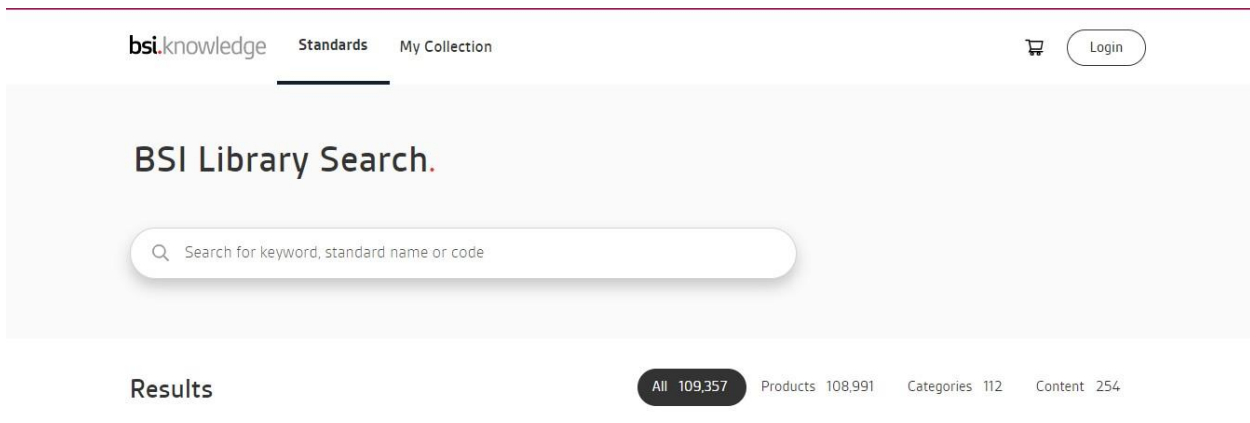 bsi.knowledge Standards My Collection Login
BSI Library Search.
Search for keyword, standard name or code
Results All 109,357 Products 108,991 Categories 112 Content 254